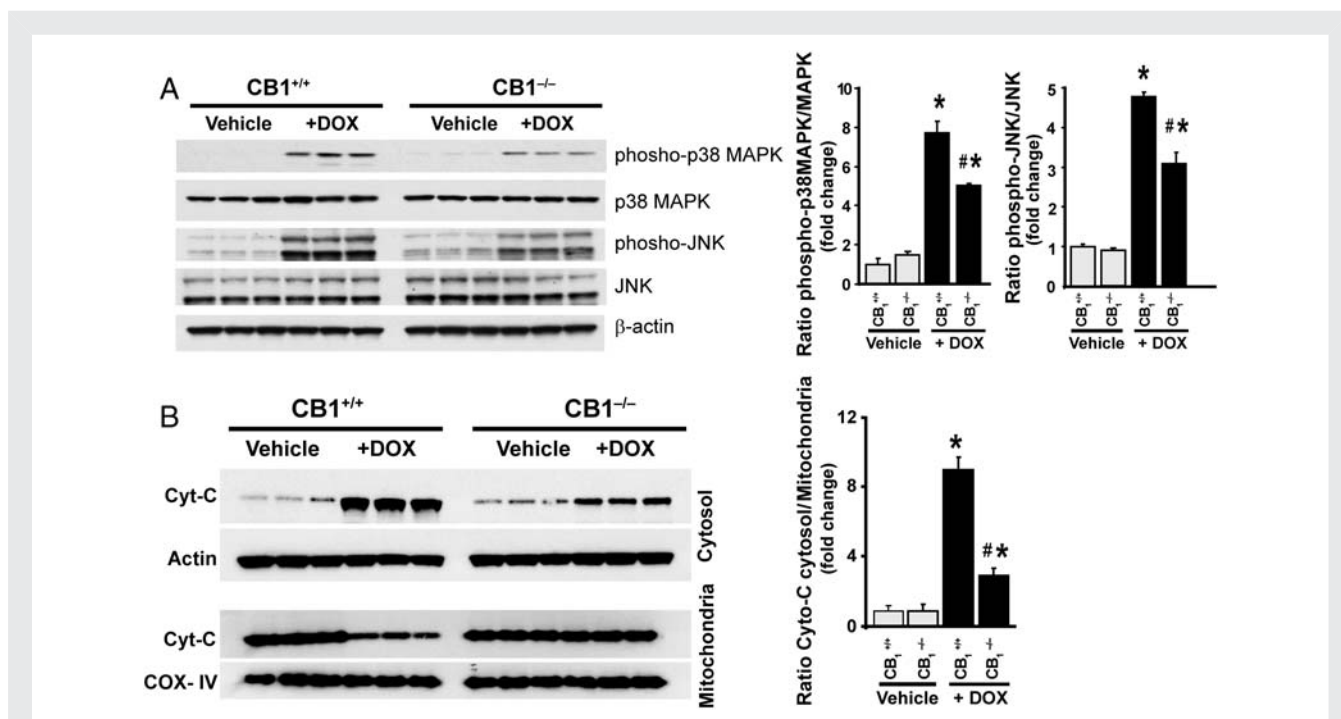 A
CB1+/+ CB1–/–
Vehicle +DOX Vehicle +DOX
phosho-p38 MAPK
p38 MAPK
phosho-JNK
JNK
β-actin
Ratio phospho-p38MAPK/MAPK
(fold change)
10
8
6
4
2
0
*
#*
CB1+/+ CB1-/- CB1+/+ CB1-/-
Vehicle + DOX
Ratio phospho-JNK/JNK
(fold change)
5
4
3
2
1
0
*
#*
CB1+/+ CB1-/- CB1+/+ CB1-/-
Vehicle + DOX
B
CB1+/+ CB1–/–
Vehicle +DOX Vehicle +DOX
Cyt-C
Actin
Cytosol
Cyt-C
COX- IV
Mitochondria
Ratio Cyto-C cytosol/Mitochondria
(fold change)
12
8
4
0
*
#*
CB1+/+ CB1-/- CB1+/+ CB1-/-
Vehicle + DOX